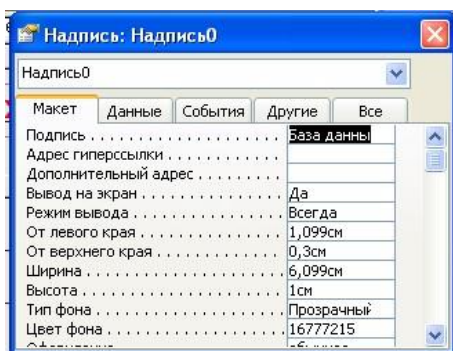 Надпись: Надпись0
Надпись0
Макет Данные События Другие Все
Подпись . . . . . . . . . . . . . . . . . . . . . База данны
Адрес гиперссылки . . . . . . . . . . . .
Дополнительный адрес . . . . . . . . .
Вывод на экран . . . . . . . . . . . . . . . Да
Режим вывода . . . . . . . . . . . . . . . . Всегда
От левого края . . . . . . . . . . . . . . . 1,099см
От верхнего края . . . . . . . . . . . . . 0,3см
Ширина . . . . . . . . . . . . . . . . . . . . . 6,099см
Высота . . . . . . . . . . . . . . . . . . . . . . 1см
Тип фона . . . . . . . . . . . . . . . . . . . . Прозрачный
Цвет фона . . . . . . . . . . . . . . . . . . . 16777215